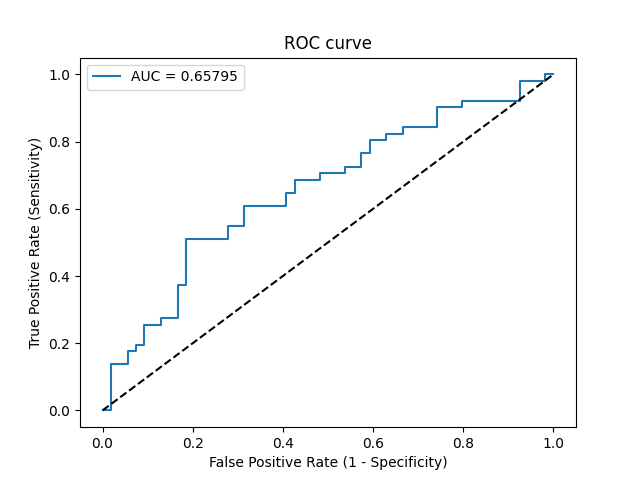 ROC curve
AUC = 0.65795
True Positive Rate (Sensitivity)
1.0
0.8
0.6
0.4
0.2
0.0
0.0 0.2 0.4 0.6 0.8 1.0
False Positive Rate (1 - Specificity)